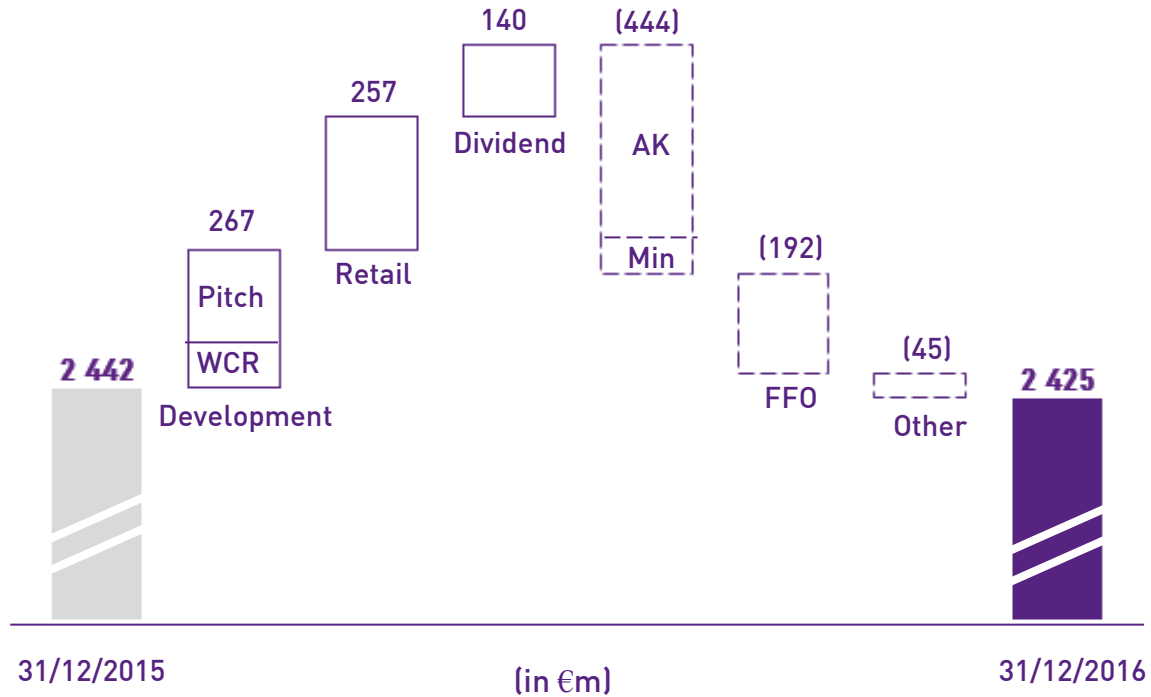 140
(444)
257
Dividend
AK
267
Retail
Min
(192)
Pitch
WCR
2 442
Development
FFO
(45)
Other
2 425
31/12/2015
(in €m)
31/12/2016